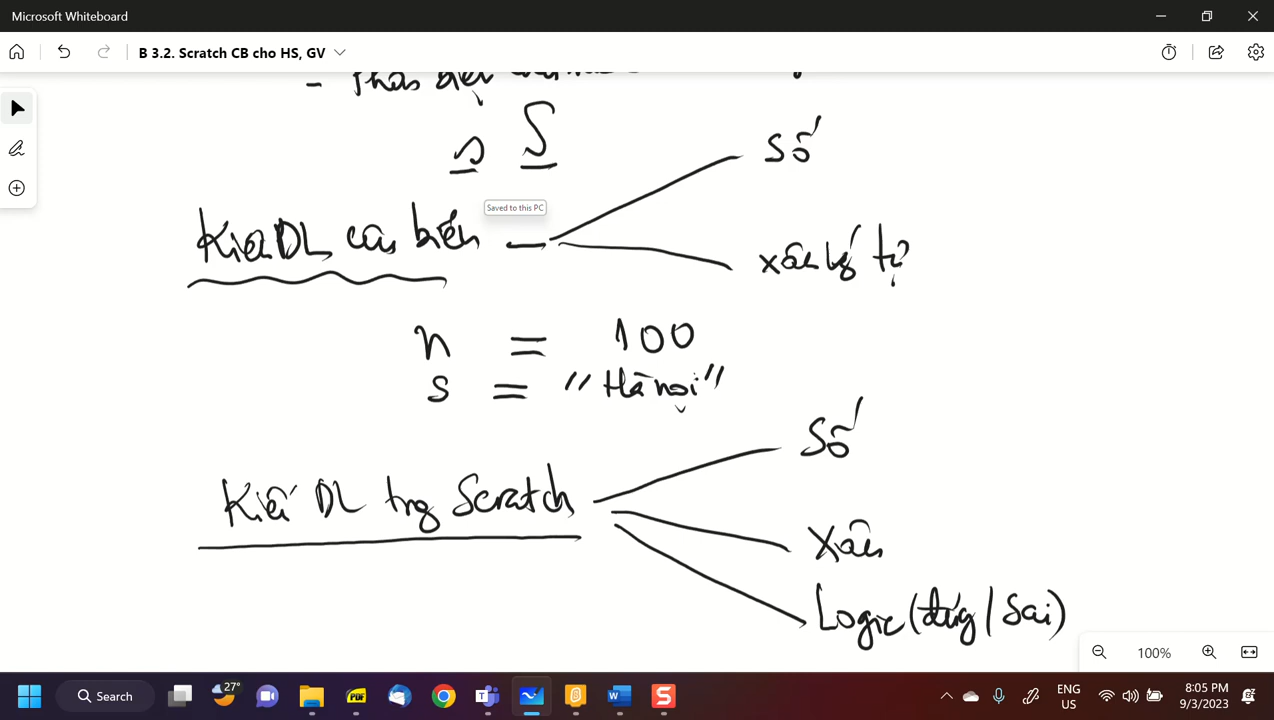 Microsoft Whiteboard
B 3.2. Scratch CB cho HS, GV
s S
Số
Saved to this PC
Kiểu DL của biến
xâu ký tự
n = 100
s = "Hà nội"
Số
Kiểu DL trg Scratch
Xâu
Logic (đúng / Sai)
100%
27°
Search
ENG
US
8:05 PM
9/3/2023